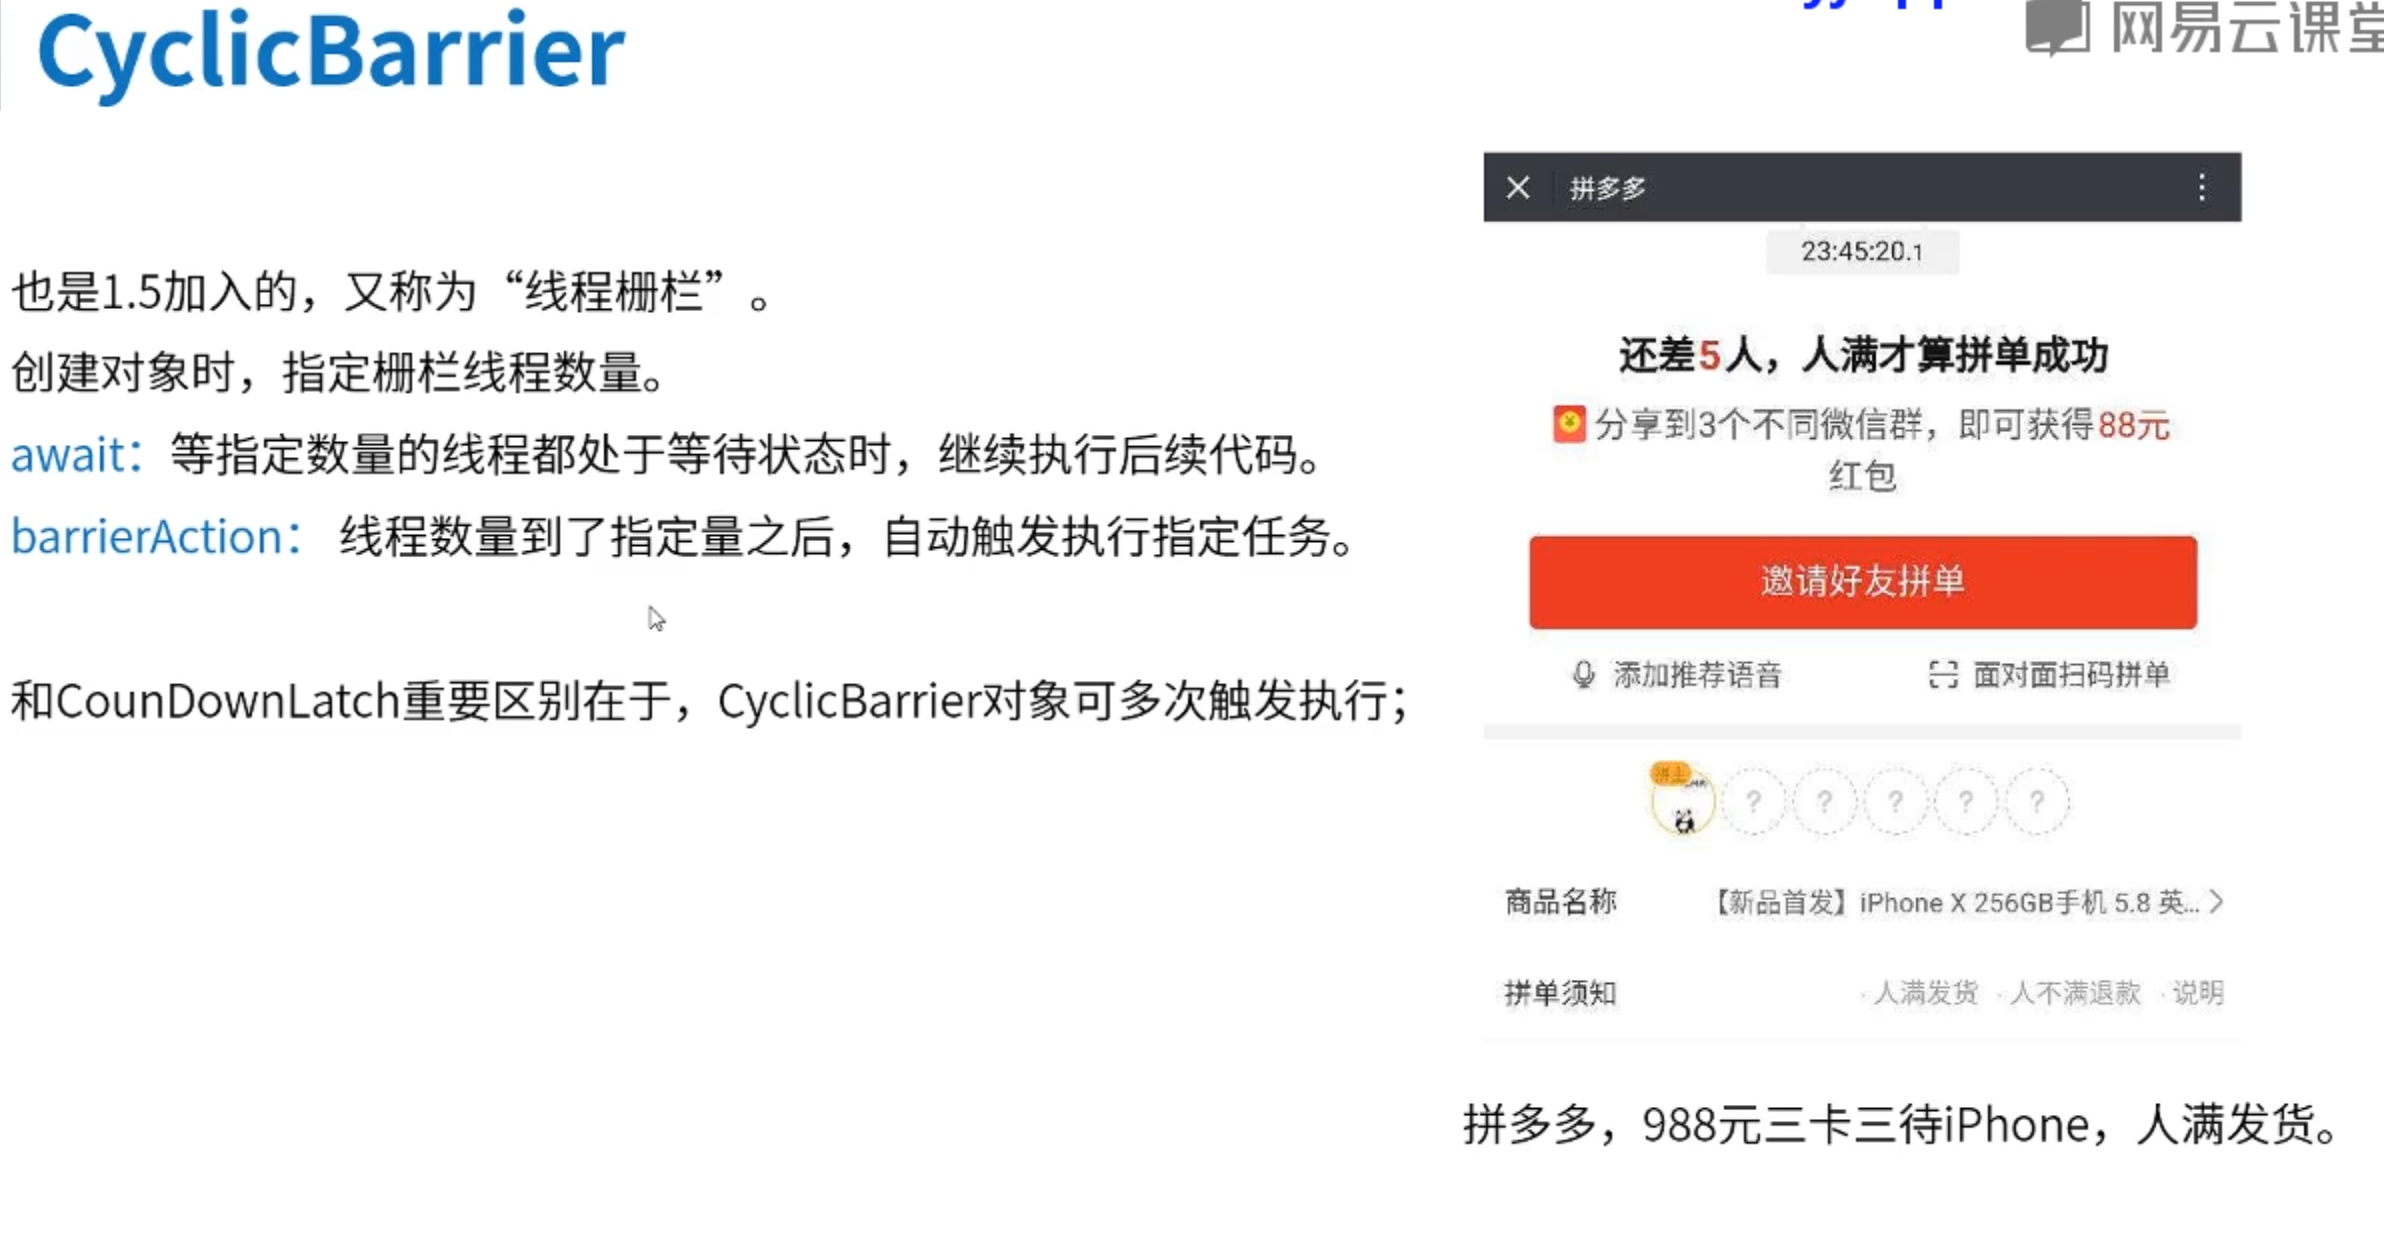 CyclicBarrier
网易云课堂
也是1.5加入的，又称为“线程栅栏”。
创建对象时，指定栅栏线程数量。
await：等指定数量的线程都处于等待状态时，继续执行后续代码。
barrierAction： 线程数量到了指定量之后，自动触发执行指定任务。
和CounDownLatch重要区别在于，CyclicBarrier对象可多次触发执行；
拼多多
23:45:20.1
还差5人，人满才算拼单成功
分享到3个不同微信群，即可获得88元
红包
邀请好友拼单
添加推荐语音 面对面扫码拼单
拼主
? ? ? ? ?
商品名称 【新品首发】iPhone X 256GB手机 5.8 英...
拼单须知 · 人满发货 · 人不满退款 · 说明
拼多多，988元三卡三待iPhone，人满发货。